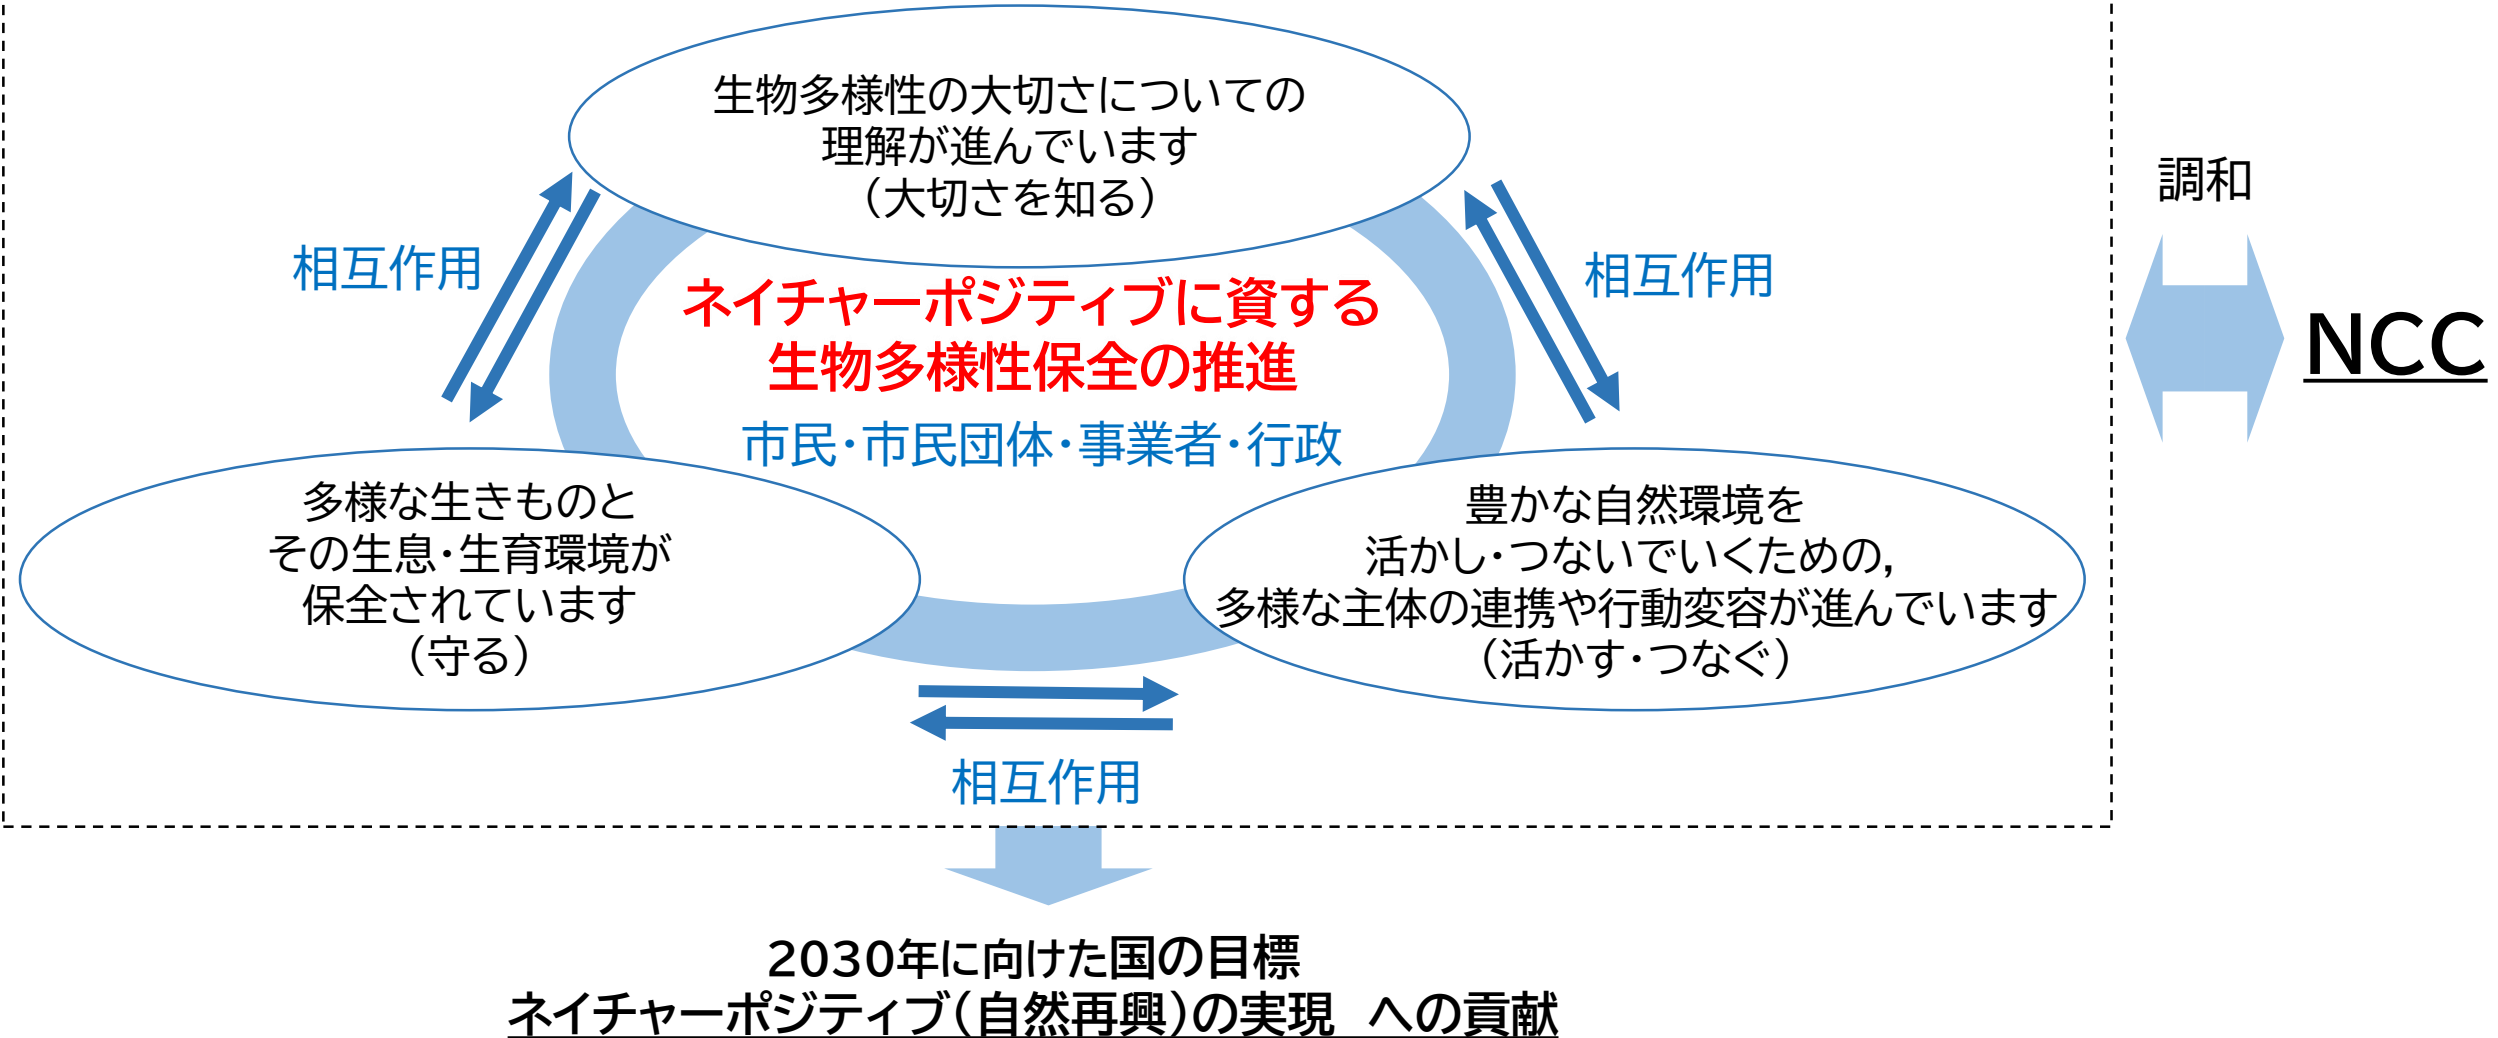 生物多様性の大切さについての
理解が進んでいます
（大切さを知る）
相互作用
相互作用
調和
NCC
ネイチャーポジティブに資する
生物多様性保全の推進
市民・市民団体・事業者・行政
多様な生きものと
その生息・生育環境が
保全されています
（守る）
豊かな自然環境を
活かし・つないでいくための，
多様な主体の連携や行動変容が進んでいます
（活かす・つなぐ）
相互作用
2030年に向けた国の目標
ネイチャーポジティブ（自然再興）の実現　への貢献